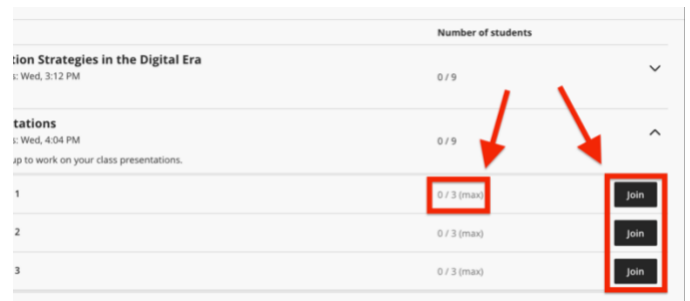 Number of students
tion Strategies in the Digital Era
s: Wed, 3:12 PM
0 / 9
tations
s: Wed, 4:04 PM
0 / 9
up to work on your class presentations.
1
0 / 3 (max)
Join
2
0 / 3 (max)
Join
3
0 / 3 (max)
Join